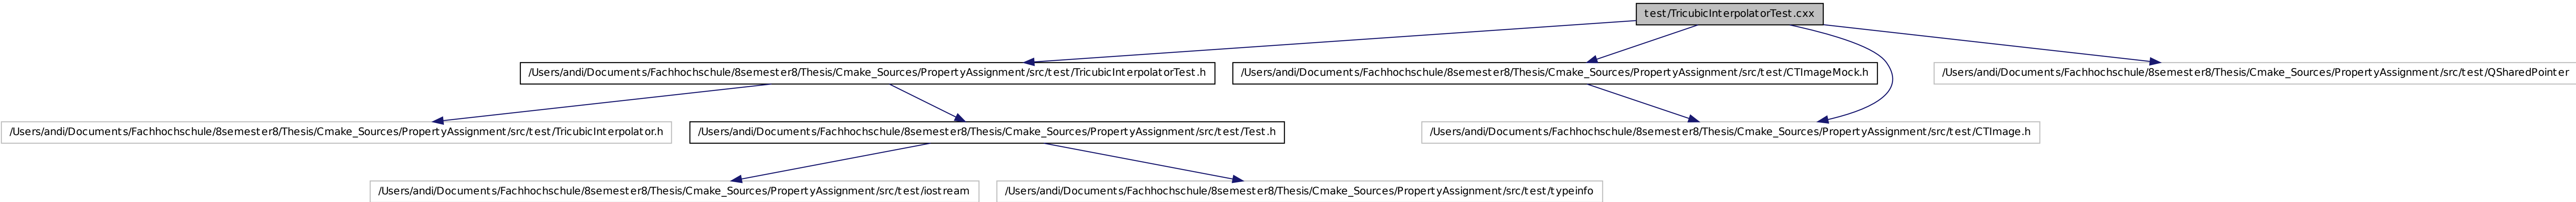 test/TricubicInterpolatorTest.cxx
/Users/andi/Documents/Fachhochschule/8semester8/Thesis/Cmake_Sources/PropertyAssignment/src/test/TricubicInterpolatorTest.h
/Users/andi/Documents/Fachhochschule/8semester8/Thesis/Cmake_Sources/PropertyAssignment/src/test/CTImageMock.h
/Users/andi/Documents/Fachhochschule/8semester8/Thesis/Cmake_Sources/PropertyAssignment/src/test/QSharedPointer
/Users/andi/Documents/Fachhochschule/8semester8/Thesis/Cmake_Sources/PropertyAssignment/src/test/TricubicInterpolator.h
/Users/andi/Documents/Fachhochschule/8semester8/Thesis/Cmake_Sources/PropertyAssignment/src/test/Test.h
/Users/andi/Documents/Fachhochschule/8semester8/Thesis/Cmake_Sources/PropertyAssignment/src/test/CTImage.h
/Users/andi/Documents/Fachhochschule/8semester8/Thesis/Cmake_Sources/PropertyAssignment/src/test/iostream
/Users/andi/Documents/Fachhochschule/8semester8/Thesis/Cmake_Sources/PropertyAssignment/src/test/typeinfo